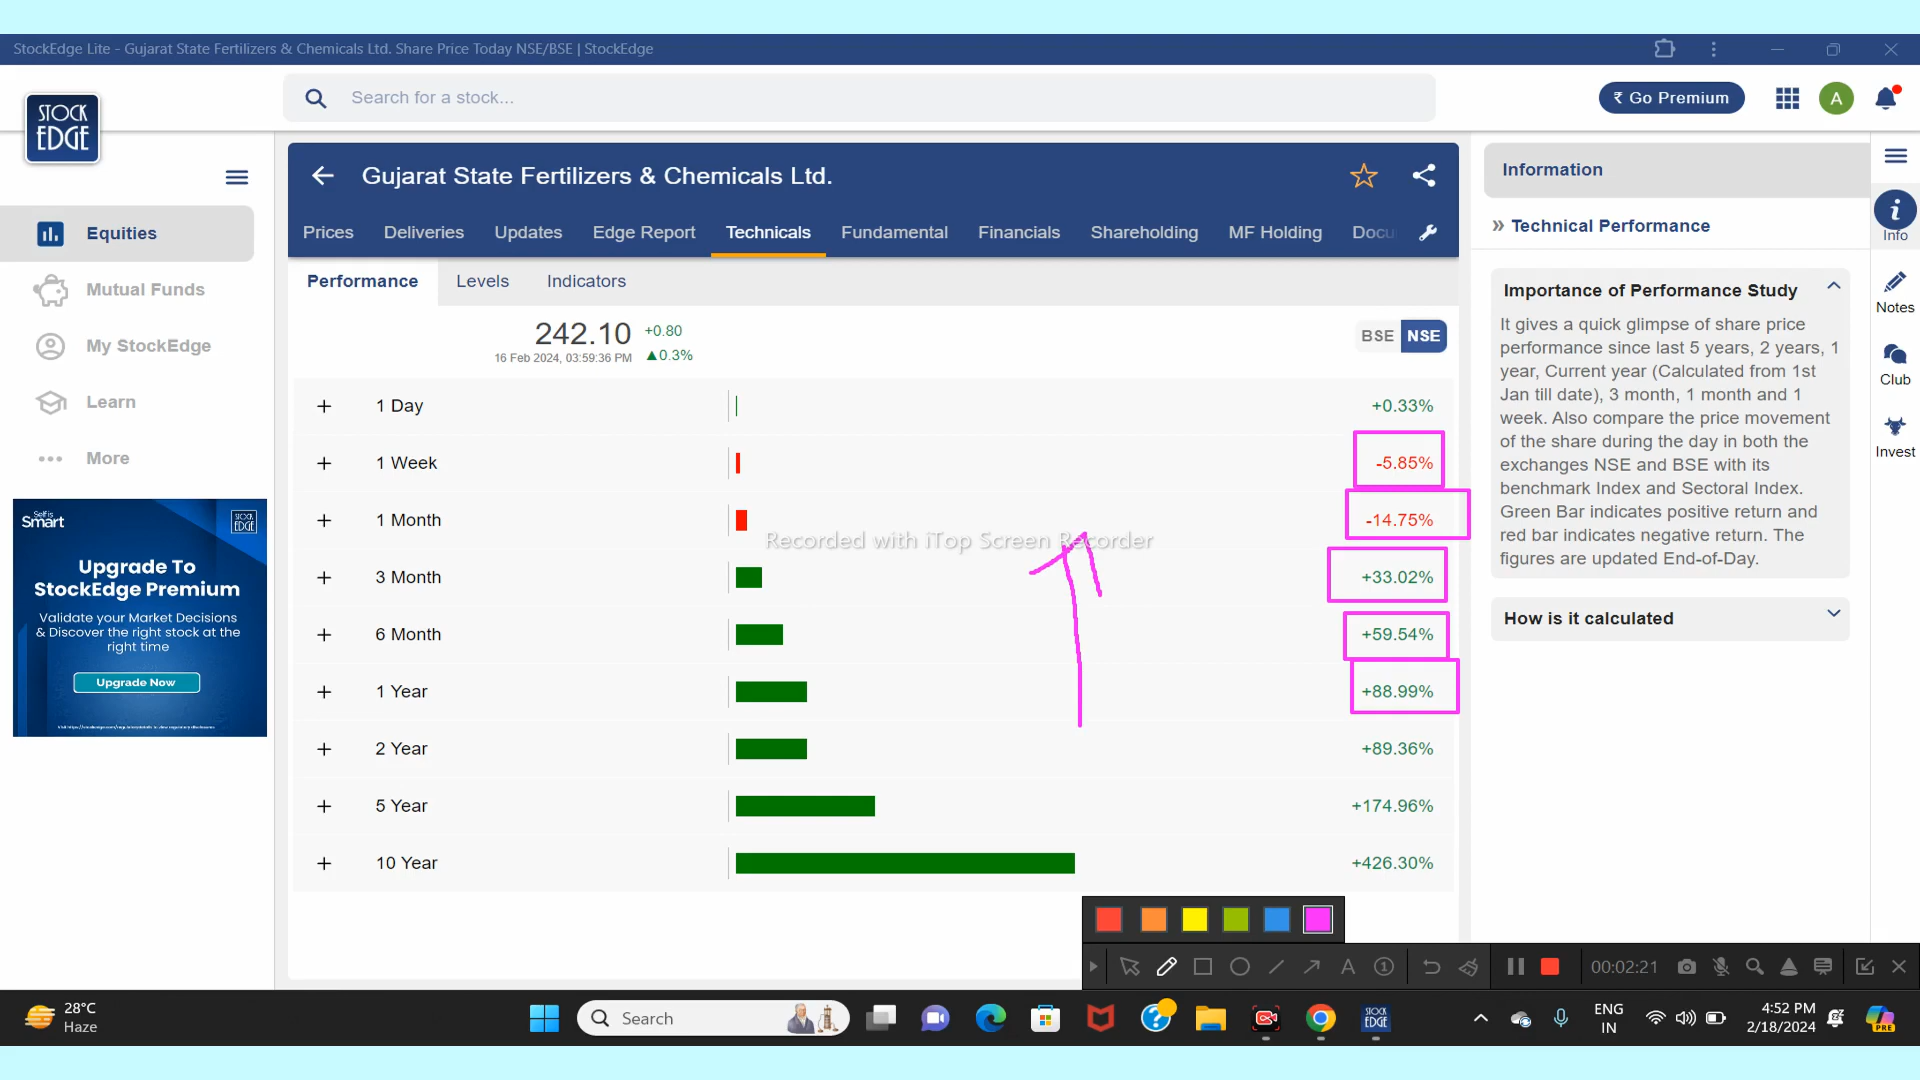 StockEdge Lite - Gujarat State Fertilizers & Chemicals Ltd. Share Price Today NSE/BSE | StockEdge
STOCK
EDGE
Search for a stock...
₹ Go Premium
A
Equities
Mutual Funds
My StockEdge
Learn
More
Self is
Smart
STOCK
EDGE
Upgrade To
StockEdge Premium
Validate your Market Decisions
& Discover the right stock at the
right time
Upgrade Now
Gujarat State Fertilizers & Chemicals Ltd.
Prices Deliveries Updates Edge Report Technicals Fundamental Financials Shareholding MF Holding Docu
Performance Levels Indicators
242.10 +0.80
16 Feb 2024, 03:59:36 PM ▲0.3%
BSE NSE
+ 1 Day +0.33%
+ 1 Week -5.85%
+ 1 Month -14.75%
Recorded with iTop Screen Recorder
+ 3 Month +33.02%
+ 6 Month +59.54%
+ 1 Year +88.99%
+ 2 Year +89.36%
+ 5 Year +174.96%
+ 10 Year +426.30%
Information
» Technical Performance
Importance of Performance Study
It gives a quick glimpse of share price
performance since last 5 years, 2 years, 1
year, Current year (Calculated from 1st
Jan till date), 3 month, 1 month and 1
week. Also compare the price movement
of the share during the day in both the
exchanges NSE and BSE with its
benchmark Index and Sectoral Index.
Green Bar indicates positive return and
red bar indicates negative return. The
figures are updated End-of-Day.
How is it calculated
i
Info
Notes
Club
Invest
A 1 00:02:21
28°C
Haze
Search
STOCK
EDGE
ENG
IN
4:52 PM
2/18/2024
PRE